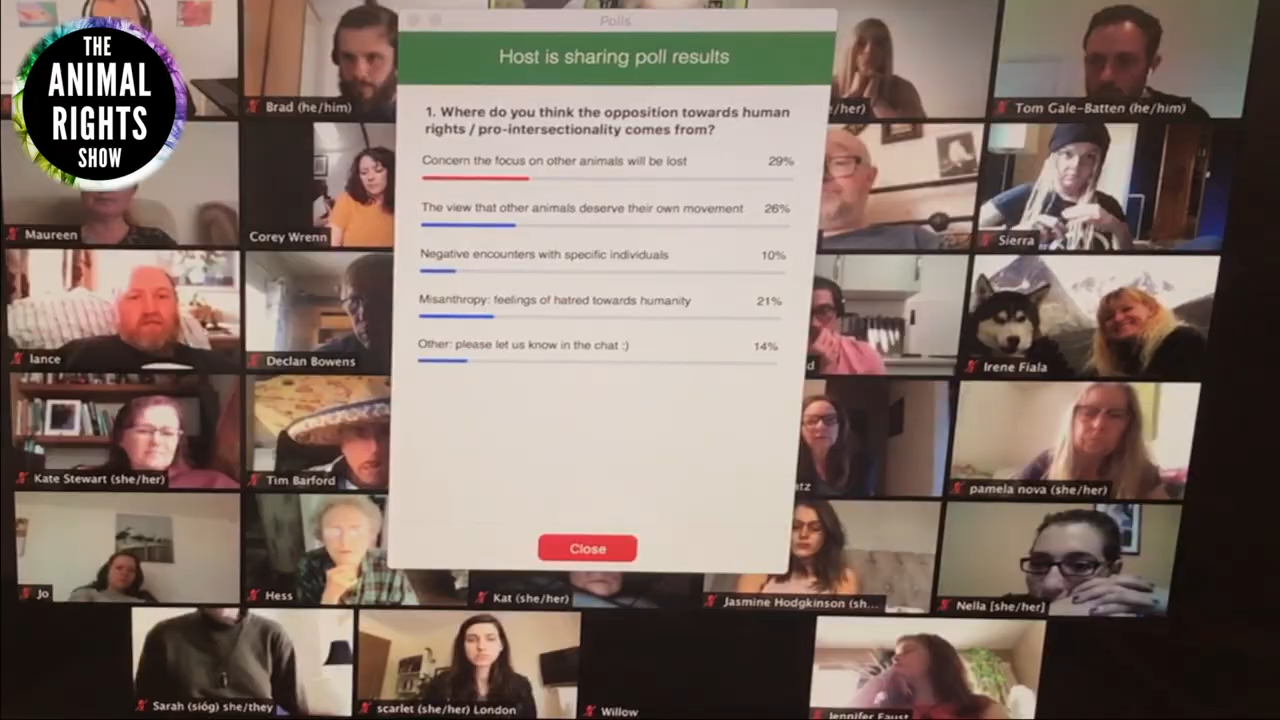 THE
ANIMAL
RIGHTS
SHOW
Polls
Host is sharing poll results
1. Where do you think the opposition towards human
rights / pro-intersectionality comes from?
Concern the focus on other animals will be lost 29%
The view that other animals deserve their own movement 26%
Negative encounters with specific individuals 10%
Misanthropy: feelings of hatred towards humanity 21%
Other: please let us know in the chat :) 14%
Close
Brad (he/him)
/her)
Tom Gale-Batten (he/him)
Maureen
Corey Wrenn
Sierra
lance
Declan Bowens
d
Irene Fiala
Kate Stewart (she/her)
Tim Barford
tz
pamela nova (she/her)
Jo
Hess
Kat (she/her)
Jasmine Hodgkinson (sh...
Nella [she/her]
Sarah (sióg) she/they
scarlet (she/her) London
Willow
Jennifer Faust